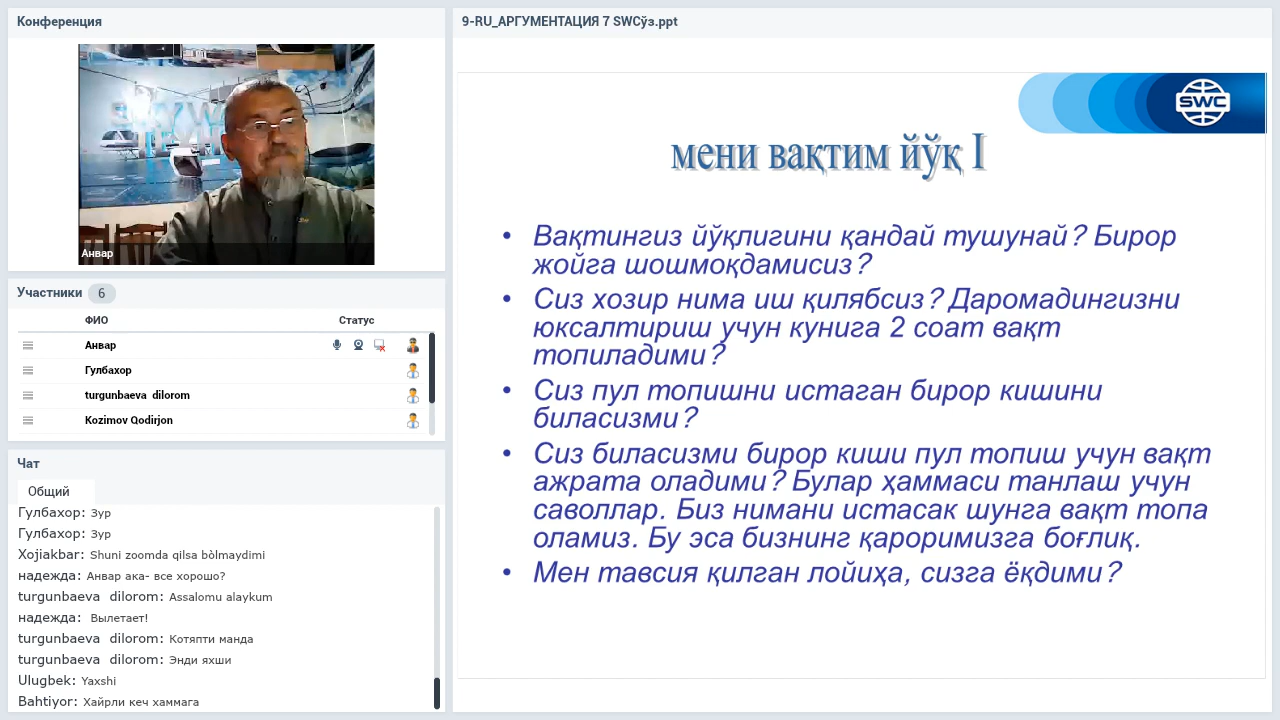 Конференция
Анвар
Участники 6
ФИО Статус
Анвар
Гулбахор
turgunbaeva dilorom
Kozimov Qodirjon
Чат
Общий
Гулбахор: Зур
Гулбахор: Зур
Xojiakbar: Shuni zoomda qilsa bòlmaydimi
надежда: Анвар ака- все хорошо?
turgunbaeva dilorom: Assalomu alaykum
надежда: Вылетает!
turgunbaeva dilorom: Котяпти манда
turgunbaeva dilorom: Энди яхши
Ulugbek: Yaxshi
Bahtiyor: Хайрли кеч хаммага
9-RU_АРГУМЕНТАЦИЯ 7 SWCўз.ppt
SWC
мени вақтим йўқ I
• Вақтингиз йўқлигини қандай тушунай? Бирор
жойга шошмоқдамисиз?
• Сиз хозир нима иш қилябсиз? Даромадингизни
юксалтириш учун кунига 2 соат вақт
топиладими?
• Сиз пул топишни истаган бирор кишини
биласизми?
• Сиз биласизми бирор киши пул топиш учун вақт
ажрата оладими? Булар ҳаммаси танлаш учун
саволлар. Биз нимани истасак шунга вақт топа
оламиз. Бу эса бизнинг қароримизга боғлиқ.
• Мен тавсия қилган лойиҳа, сизга ёқдими?